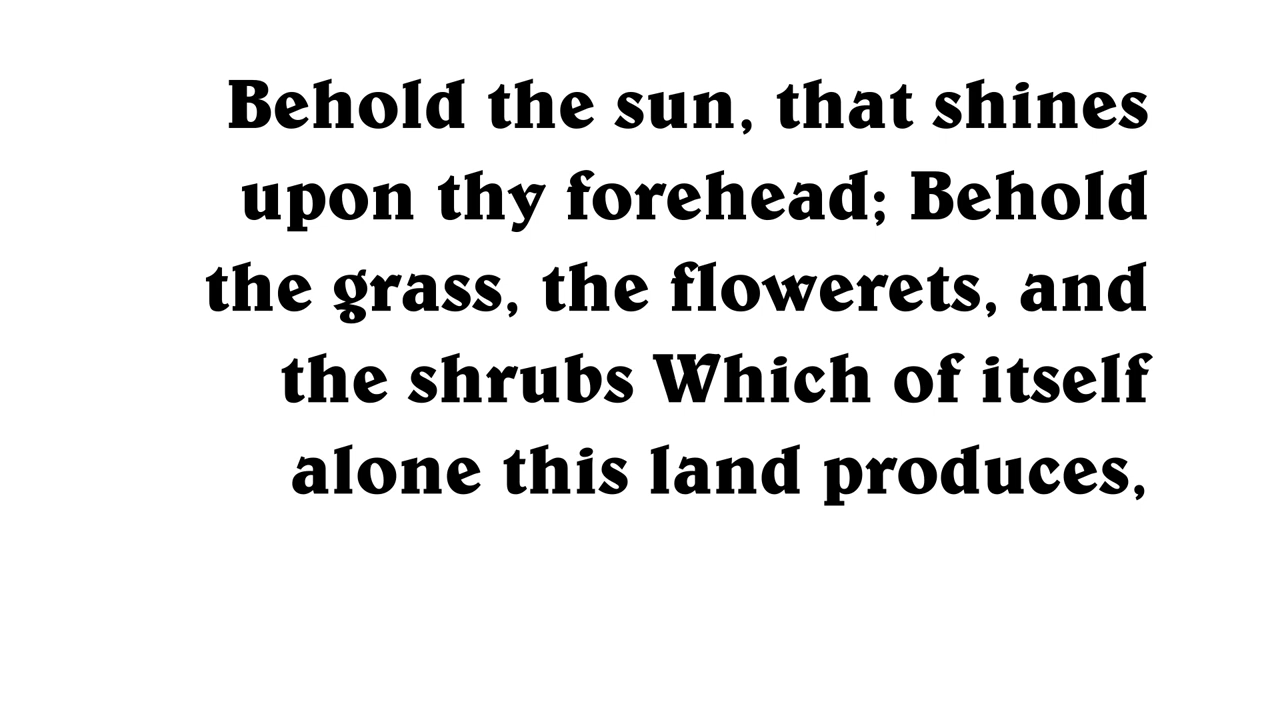 Behold the sun, that shines
upon thy forehead; Behold
the grass, the flowerets, and
the shrubs Which of itself
alone this land produces,